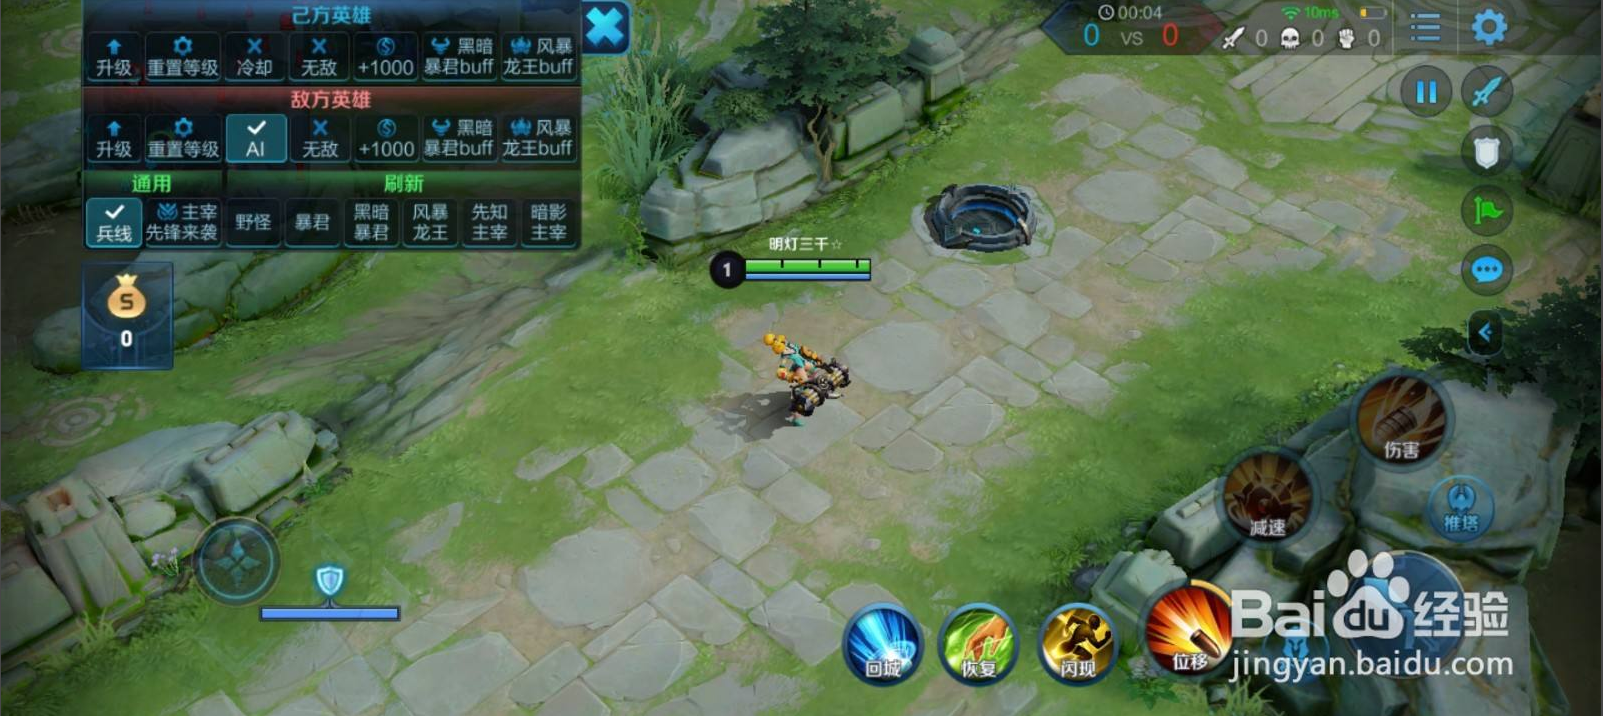 己方英雄
升级 重置等级 冷却 无敌 +1000 黑暗暴君buff 风暴龙王buff
敌方英雄
升级 重置等级 AI 无敌 +1000 黑暗暴君buff 风暴龙王buff
通用 刷新
兵线 主宰先锋来袭 野怪 暴君 黑暗暴君 风暴龙王 先知主宰 暗影主宰
S
0
00:04
10ms
0 VS 0
0 0 0
明灯三千☆
1
伤害
减速
推塔
回城
恢复
闪现
位移
Baidu经验
jingyan.baidu.com